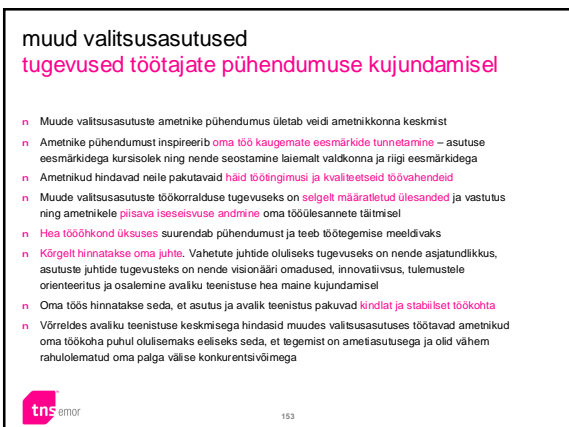 muud valitsusasutused
tugevused töötajate pühendumuse kujundamisel
n Muude valitsusasutuste ametnike pühendumus ületab veidi ametnikkonna keskmist
n Ametnike pühendumust inspireerib oma töö kaugemate eesmärkide tunnetamine – asutuse
eesmärkidega kursisolek ning nende seostamine laiemalt valdkonna ja riigi eesmärkidega
n Ametnikud hindavad neile pakutavaid häid töötingimusi ja kvaliteetseid töövahendeid
n Muude valitsusasutuste töökorralduse tugevuseks on selgelt määratletud ülesanded ja vastutus
ning ametnikele piisava iseseisvuse andmine oma tööülesannete täitmisel
n Hea tööõhkond üksuses suurendab pühendumust ja teeb töötegemise meeldivaks
n Kõrgelt hinnatakse oma juhte. Vahetute juhtide oluliseks tugevuseks on nende asjatundlikkus,
asutuste juhtide tugevusteks on nende visionääri omadused, innovatiivsus, tulemustele
orienteeritus ja osalemine avaliku teenistuse hea maine kujundamisel
n Oma töös hinnatakse seda, et asutus ja avalik teenistus pakuvad kindlat ja stabiilset töökohta
n Võrreldes avaliku teenistuse keskmisega hindasid muudes valitsusasutuses töötavad ametnikud
oma töökoha puhul olulisemaks eeliseks seda, et tegemist on ametiasutusega ja olid vähem
rahulolematud oma palga välise konkurentsivõimega
tns emor
153